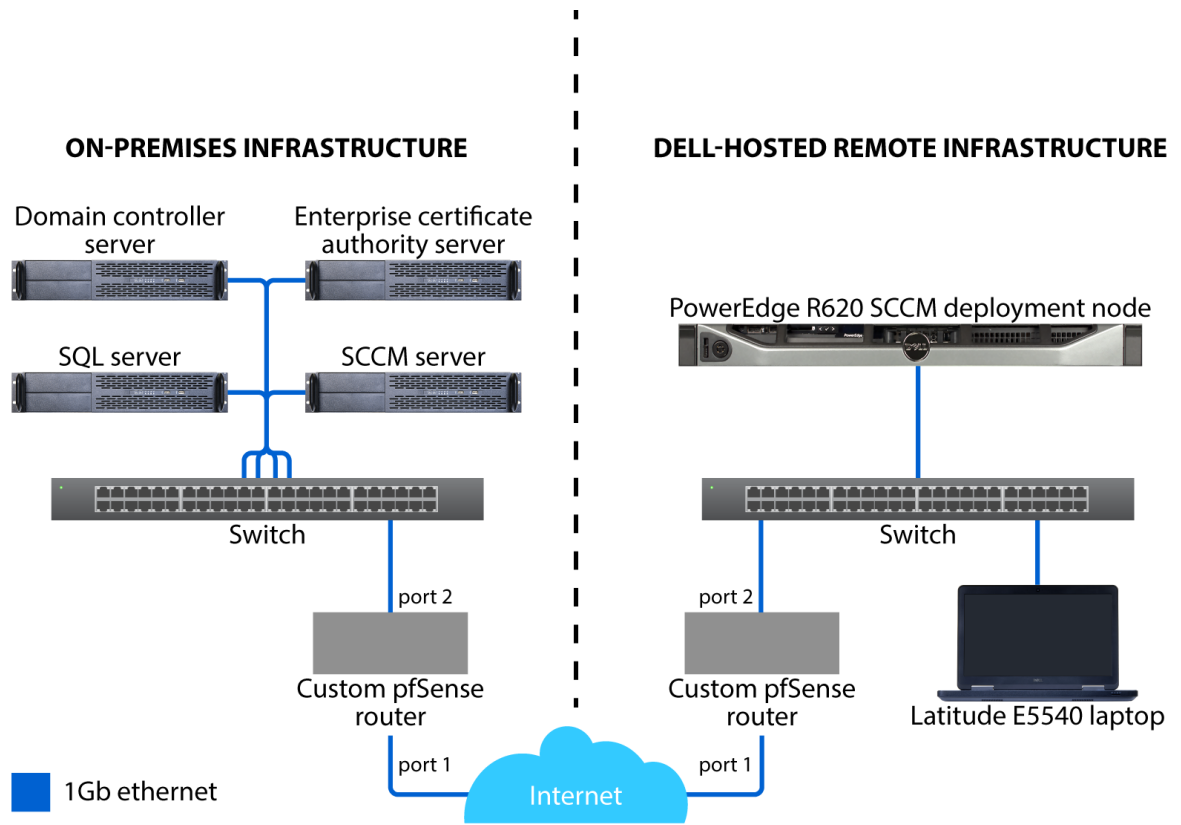 ON-PREMISES INFRASTRUCTURE
Domain controller
server
Enterprise certificate
authority server
SQL server
SCCM server
Switch
port 2
Custom pfSense
router
port 1
1Gb ethernet
Internet
DELL-HOSTED REMOTE INFRASTRUCTURE
PowerEdge R620 SCCM deployment node
PowerEdge
DELL
Switch
port 2
Custom pfSense
router
port 1
Latitude E5540 laptop